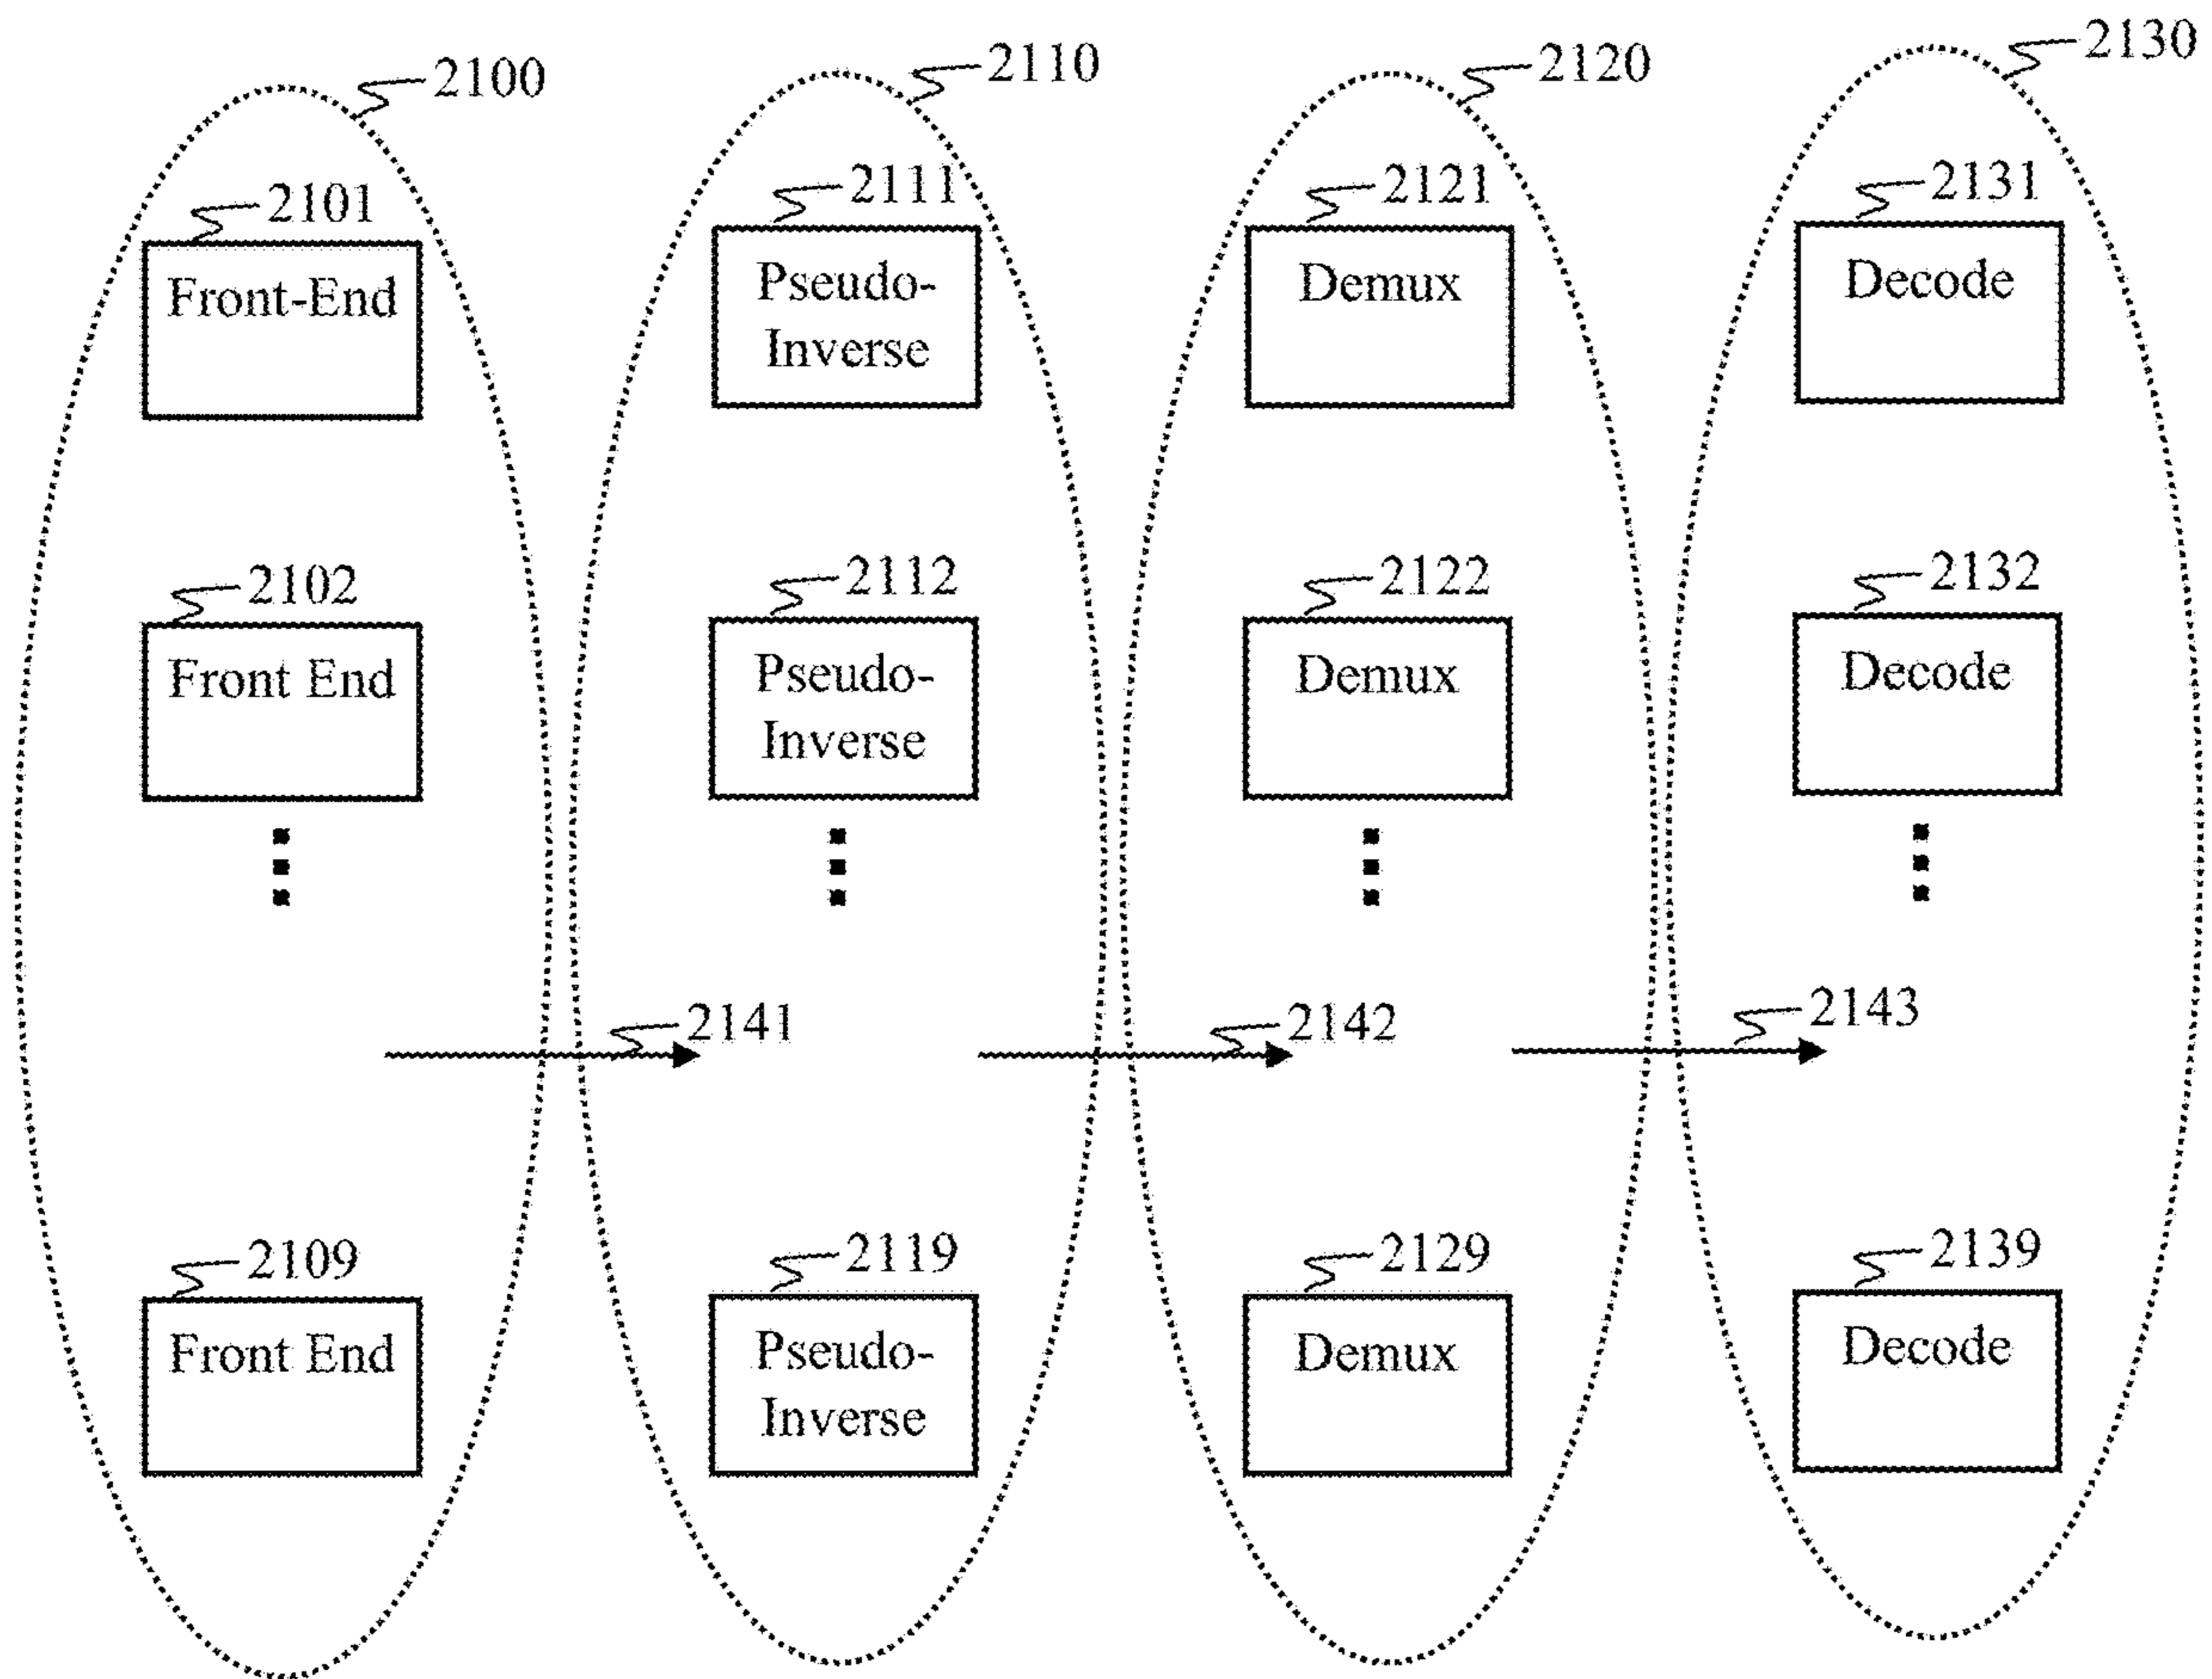 2100
2110
2120
2130
2101
2111
2121
2131
Front-End
Pseudo-
Inverse
Demux
Decode
2102
2112
2122
2132
Front End
Pseudo-
Inverse
Demux
Decode
2141
2142
2143
2109
2119
2129
2139
Front End
Pseudo-
Inverse
Demux
Decode